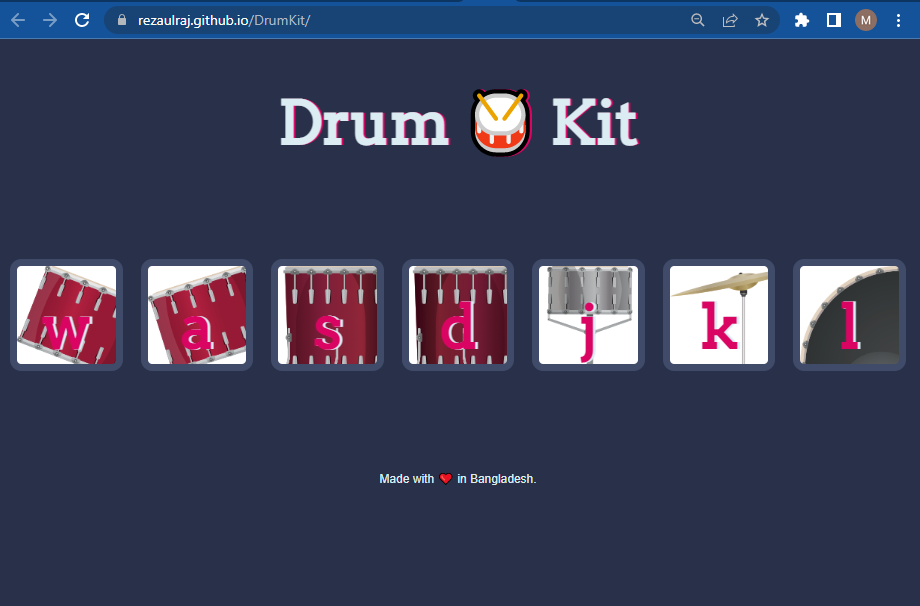 rezaulraj.github.io/DrumKit/
M
Drum 🥁 Kit
w a s d j k l
Made with ❤️ in Bangladesh.